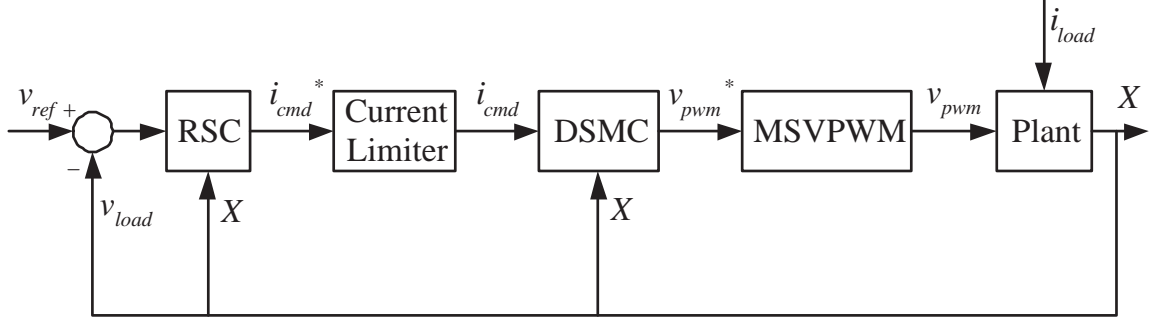 i_load
v_ref +
RSC
i_cmd*
Current
Limiter
i_cmd
DSMC
v_pwm*
MSVPWM
v_pwm
Plant
X
−
v_load
X
X